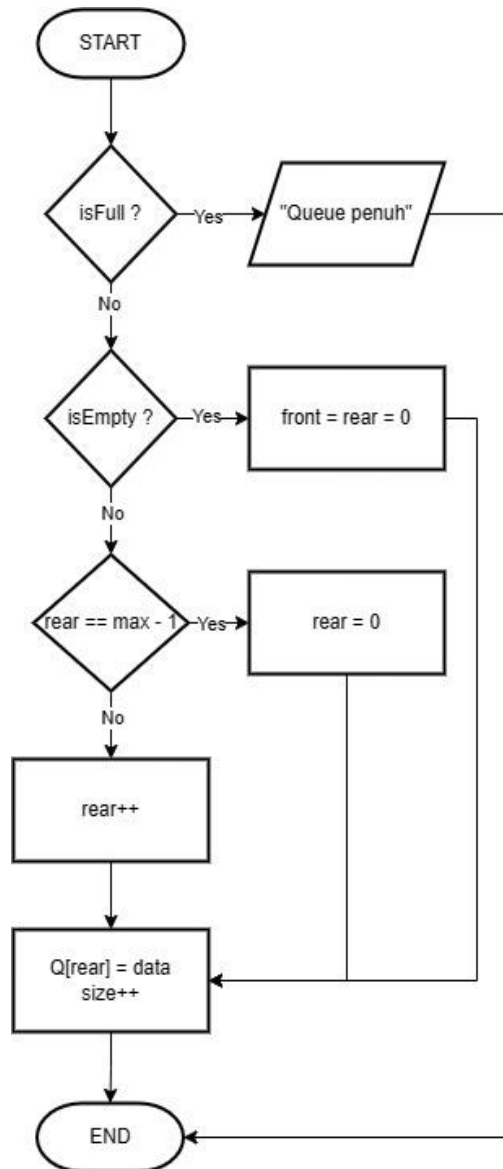 START
isFull ?
Yes
"Queue penuh"
No
isEmpty ?
Yes
front = rear = 0
No
rear == max - 1
Yes
rear = 0
No
rear++
Q[rear] = data
size++
END